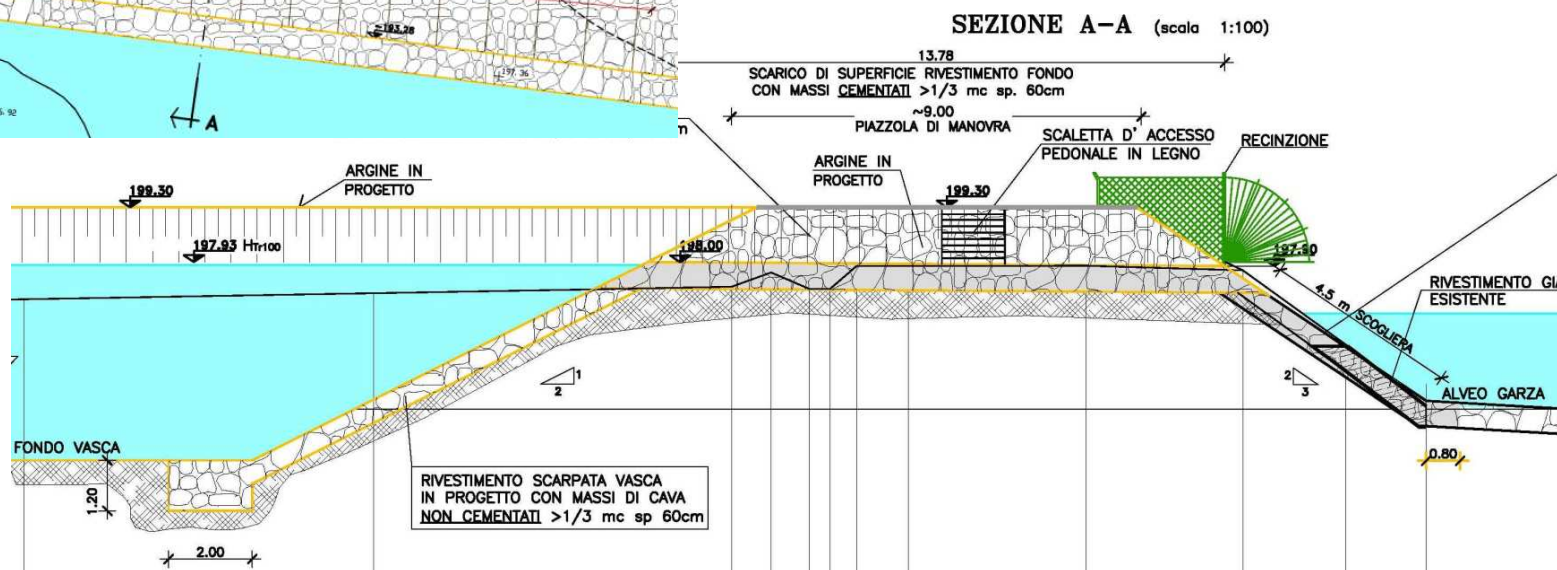 SEZIONE A-A (scala 1:100)
≈193.28
197.36
A
13.78
SCARICO DI SUPERFICIE RIVESTIMENTO FONDO
CON MASSI CEMENTATI >1/3 mc sp. 60cm
~9.00
PIAZZOLA DI MANOVRA
SCALETTA D' ACCESSO
PEDONALE IN LEGNO
RECINZIONE
ARGINE IN
PROGETTO
ARGINE IN
PROGETTO
199.30
199.30
197.93 HTr100
198.00
197.90
4.5 m SCOGLIERA
RIVESTIMENTO
ESISTENTE
1
2
2
3
ALVEO GARZA
FONDO VASCA
0.80
1.20
2.00
RIVESTIMENTO SCARPATA VASCA
IN PROGETTO CON MASSI DI CAVA
NON CEMENTATI >1/3 mc sp 60cm